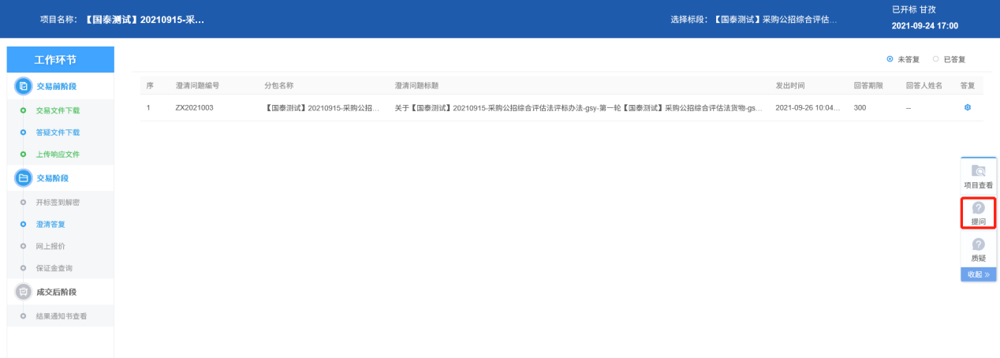 项目名称：【国泰测试】20210915-采...
选择标段：【国泰测试】采购公招综合评估...
已开标 甘孜
2021-09-24 17:00
工作环节
交易前阶段
交易文件下载
答疑文件下载
上传响应文件
交易阶段
开标签到解密
澄清答复
网上报价
保证金查询
成交后阶段
结果通知书查看
未答复 已答复
序 澄清问题编号 分包名称 澄清问题标题 发出时间 回答期限 回答人姓名 答复
1 ZX2021003 【国泰测试】20210915-采购公招... 关于【国泰测试】20210915-采购公招综合评估法评标办法-gsy-第一轮【国泰测试】采购公招综合评估法货物-gs... 2021-09-26 10:04... 300 --
项目查看
提问
质疑
收起 »